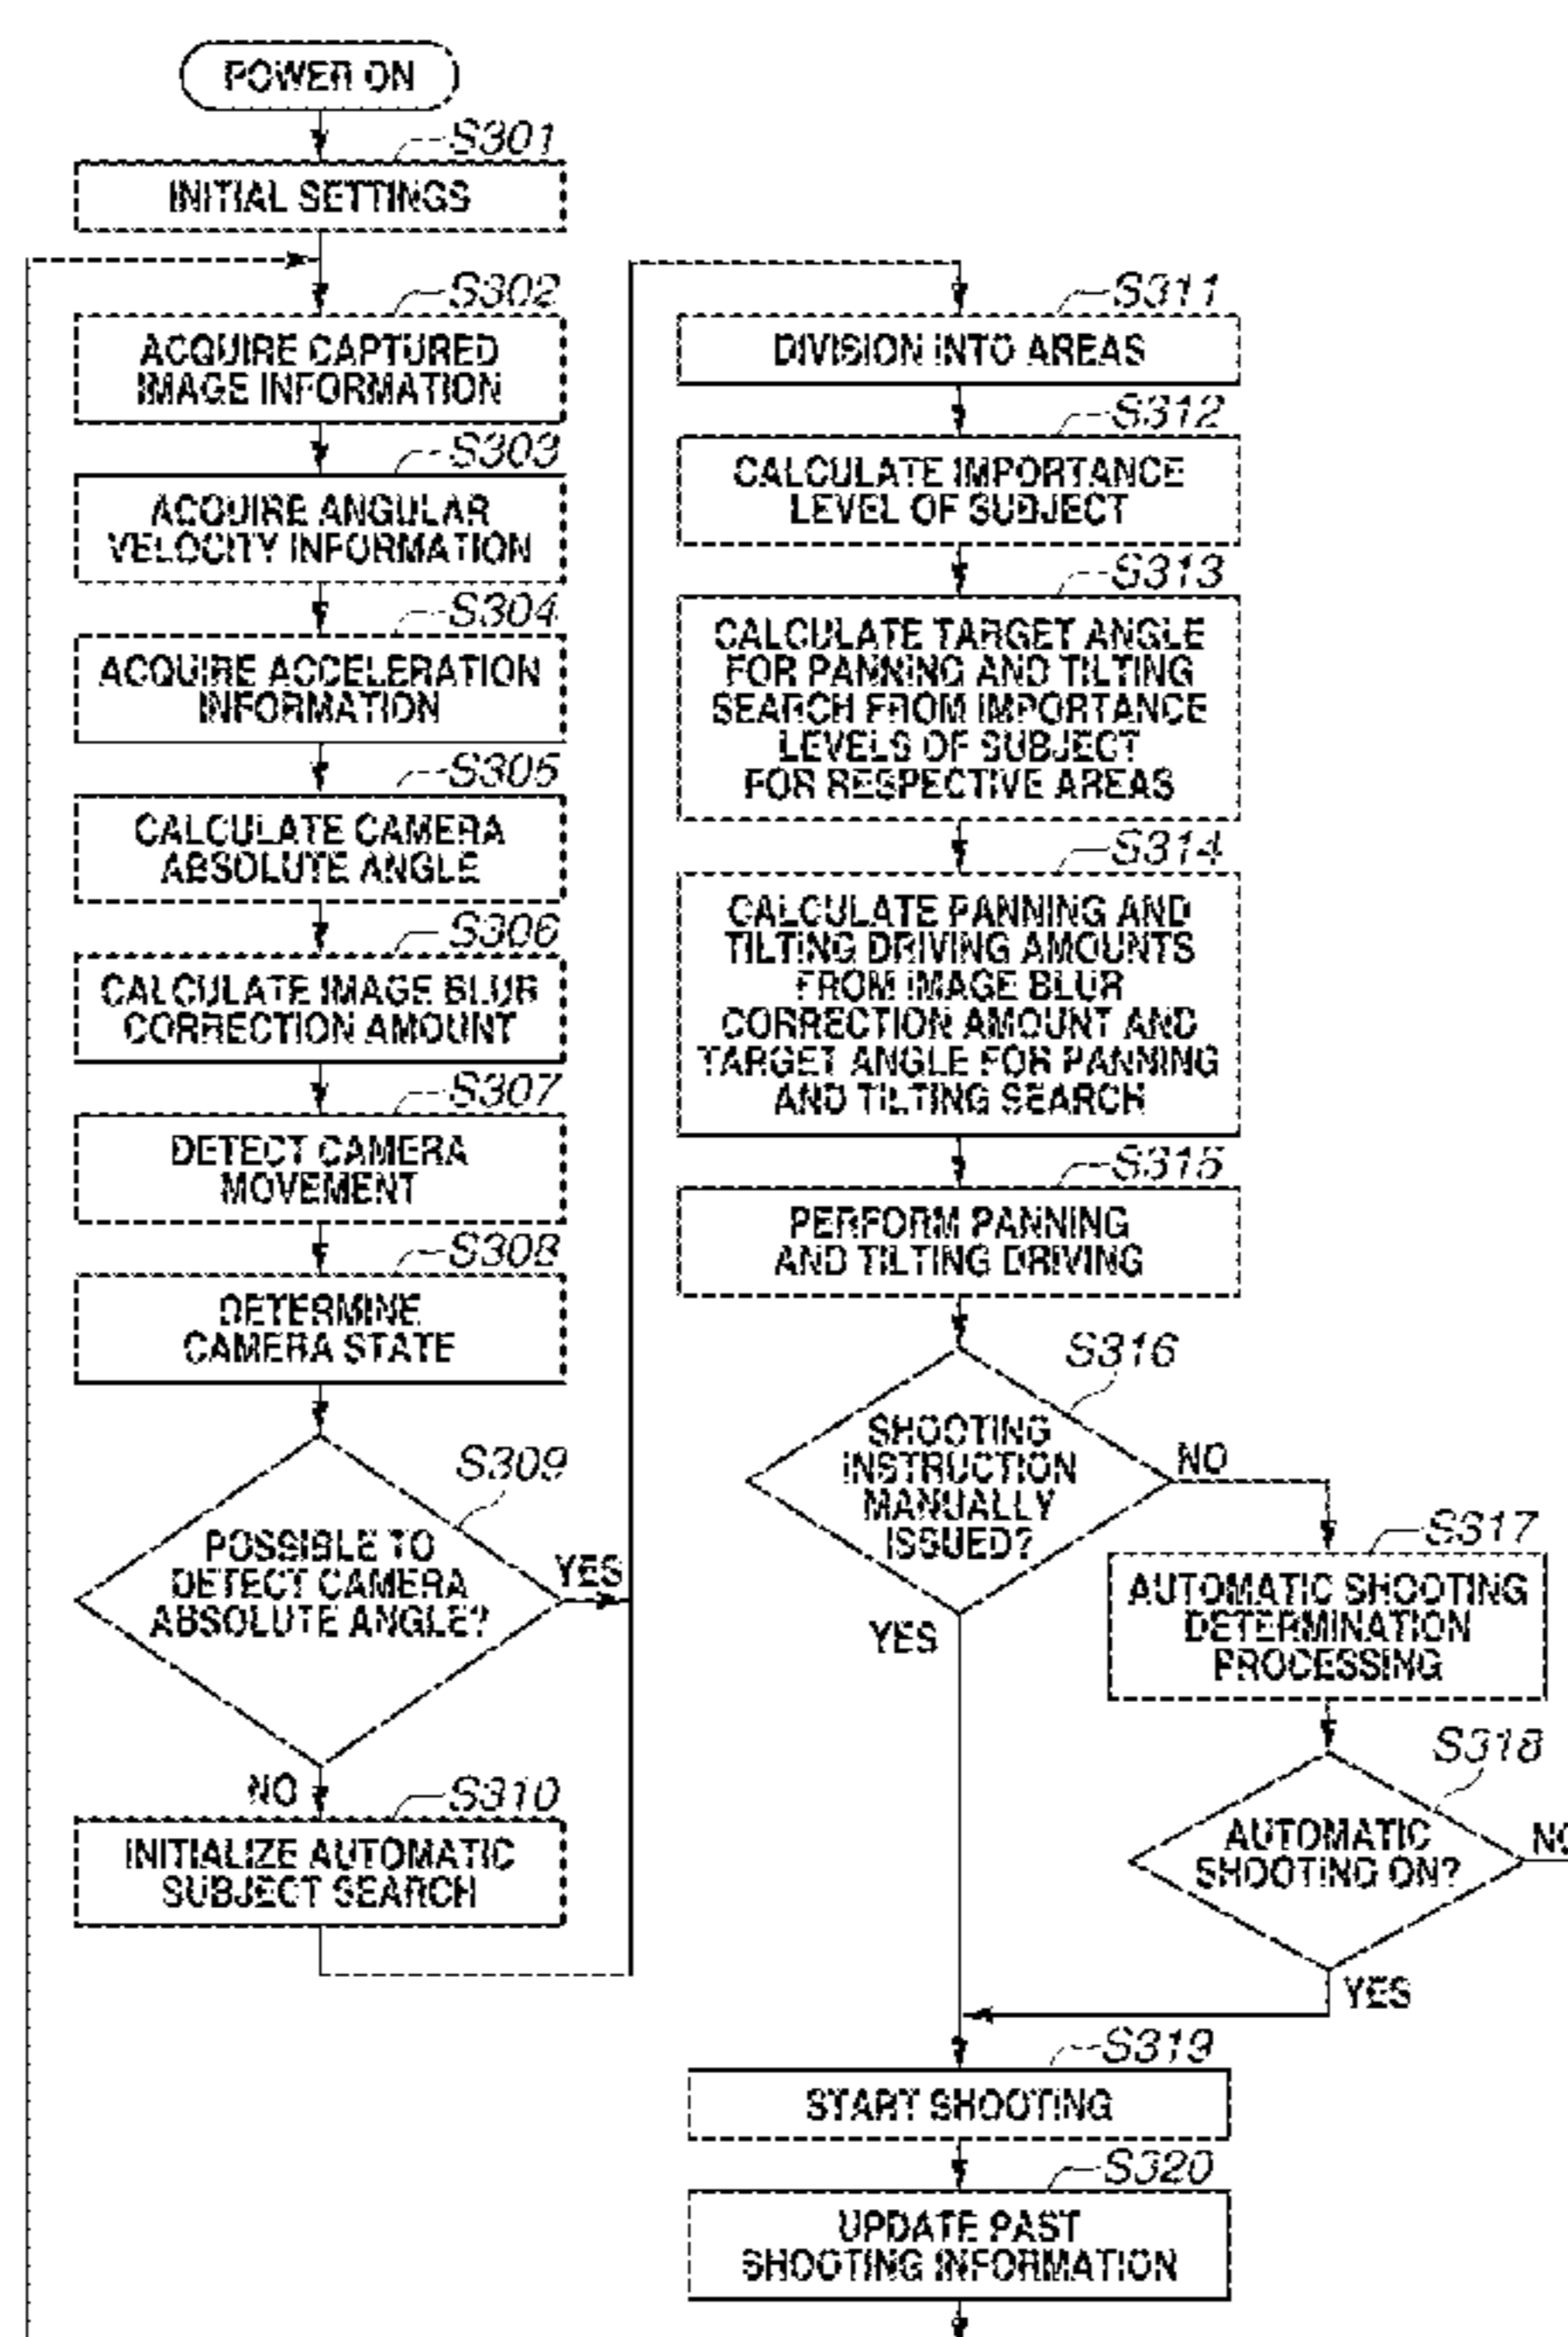 POWER ON
S301
INITIAL SETTINGS
S302
ACQUIRE CAPTURED
IMAGE INFORMATION
S303
ACQUIRE ANGULAR
VELOCITY INFORMATION
S304
ACQUIRE ACCELERATION
INFORMATION
S305
CALCULATE CAMERA
ABSOLUTE ANGLE
S306
CALCULATE IMAGE BLUR
CORRECTION AMOUNT
S307
DETECT CAMERA
MOVEMENT
S308
DETERMINE
CAMERA STATE
S309
POSSIBLE TO
DETECT CAMERA
ABSOLUTE ANGLE?
YES
NO
S310
INITIALIZE AUTOMATIC
SUBJECT SEARCH
S311
DIVISION INTO AREAS
S312
CALCULATE IMPORTANCE
LEVEL OF SUBJECT
S313
CALCULATE TARGET ANGLE
FOR PANNING AND TILTING
SEARCH FROM IMPORTANCE
LEVELS OF SUBJECT
FOR RESPECTIVE AREAS
S314
CALCULATE PANNING AND
TILTING DRIVING AMOUNTS
FROM IMAGE BLUR
CORRECTION AMOUNT AND
TARGET ANGLE FOR PANNING
AND TILTING SEARCH
S315
PERFORM PANNING
AND TILTING DRIVING
S316
SHOOTING
INSTRUCTION
MANUALLY
ISSUED?
NO
YES
S317
AUTOMATIC SHOOTING
DETERMINATION
PROCESSING
S318
AUTOMATIC
SHOOTING ON?
NO
YES
S319
START SHOOTING
S320
UPDATE PAST
SHOOTING INFORMATION